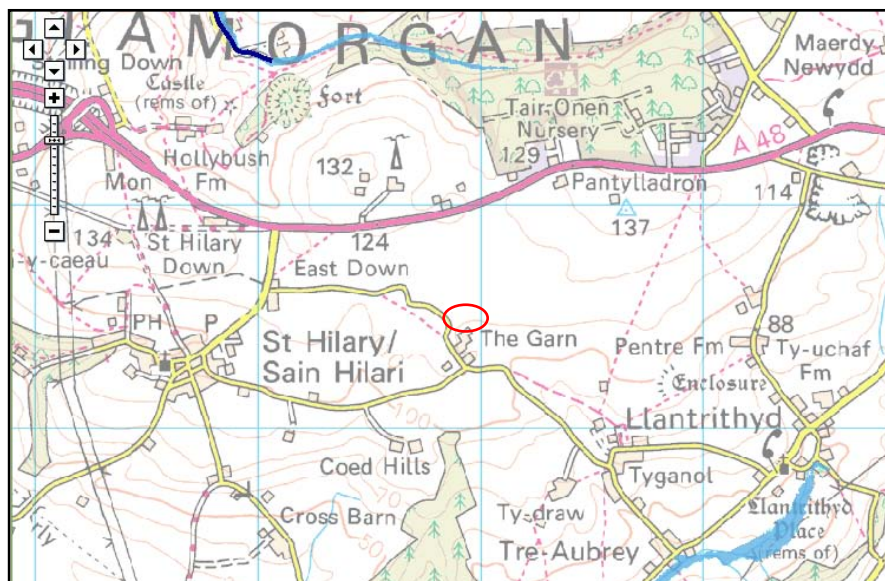 GLAMORGAN
Stalling Down
Castle
(rems of)
Fort
Maerdy
Newydd
Tair-Onen
Nursery
129
A 48
132
Hollybush
Fm
Mon
Pantylladron
114
137
134
St Hilary
Down
124
East Down
n-y-caeau
PH
P
St Hilary/
Sain Hilari
The Garn
88
Pentre Fm
Ty-uchaf
Fm
Enclosure
Llantrithyd
100
Coed Hills
Tyganol
70
Cross Barn
50
Ty-draw
Llantrithyd
Place
(rems of)
Tre-Aubrey